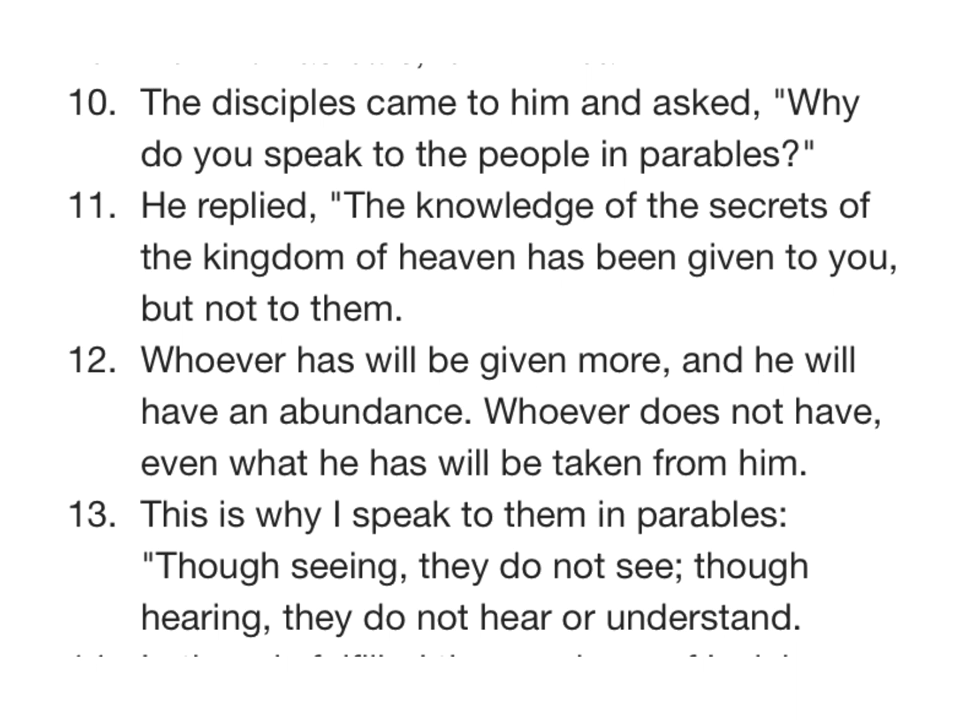 10. The disciples came to him and asked, "Why
do you speak to the people in parables?"
11. He replied, "The knowledge of the secrets of
the kingdom of heaven has been given to you,
but not to them.
12. Whoever has will be given more, and he will
have an abundance. Whoever does not have,
even what he has will be taken from him.
13. This is why I speak to them in parables:
"Though seeing, they do not see; though
hearing, they do not hear or understand.